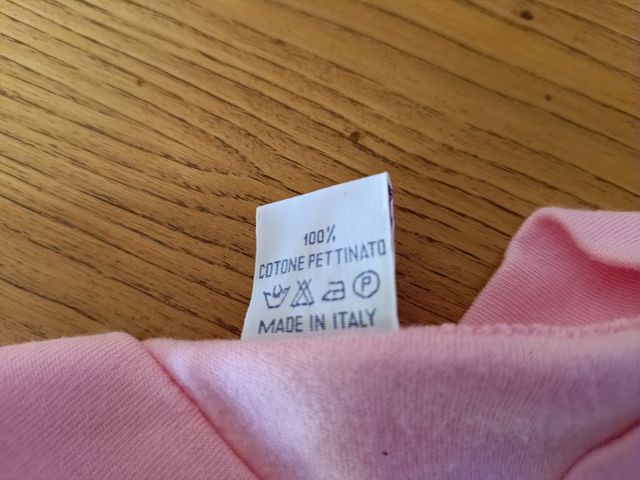 100%
COTONE PETTINATO
P
MADE IN ITALY